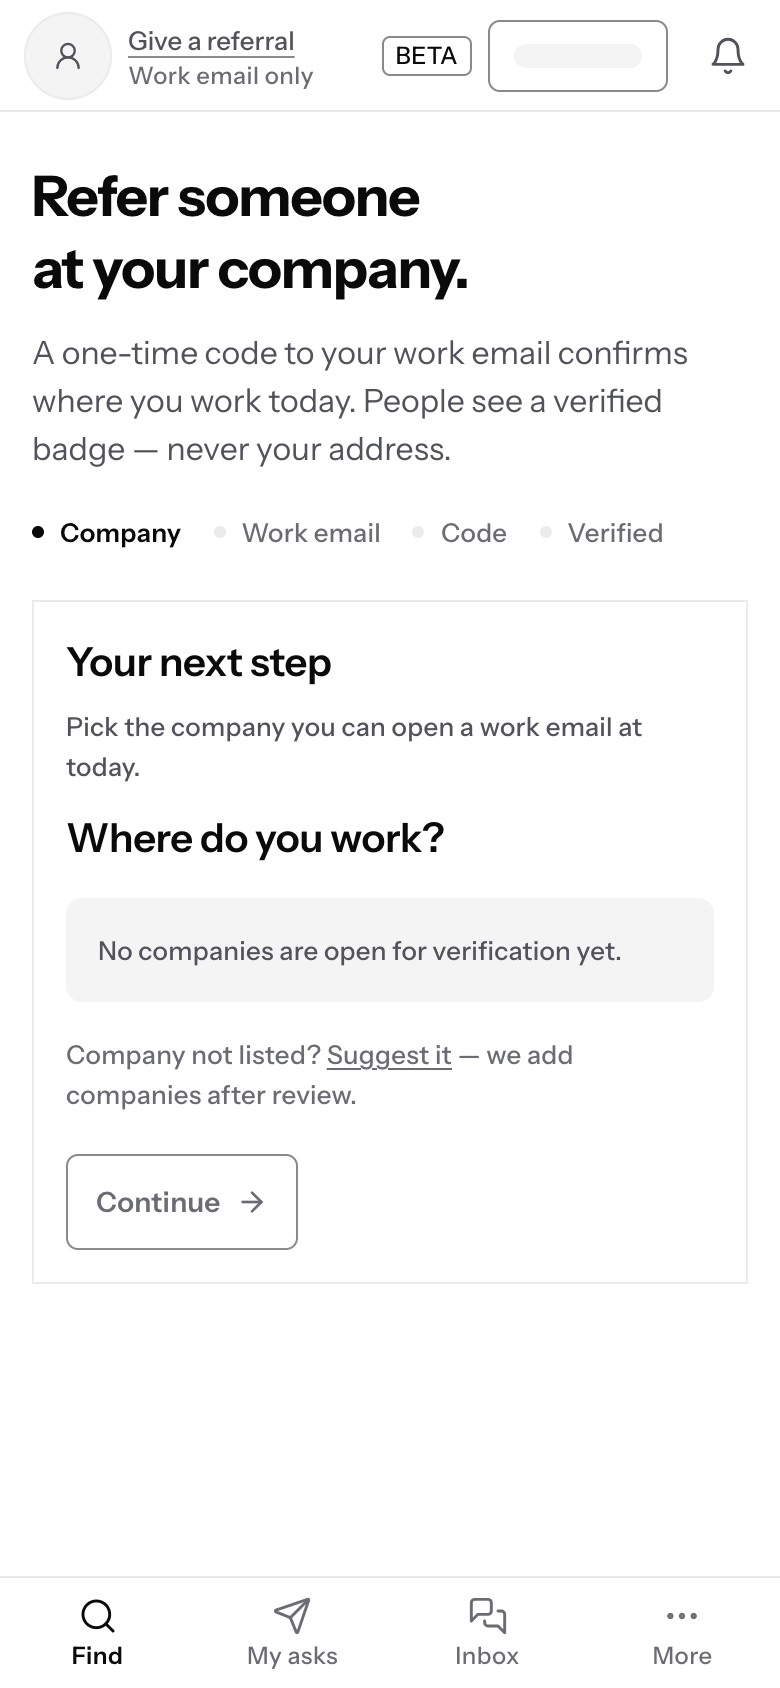 Give a referral
Work email only
BETA
Refer someone
at your company.
A one-time code to your work email confirms
where you work today. People see a verified
badge — never your address.
Company
Work email
Code
Verified
Your next step
Pick the company you can open a work email at
today.
Where do you work?
No companies are open for verification yet.
Company not listed? Suggest it — we add
companies after review.
Continue →
Find
My asks
Inbox
More